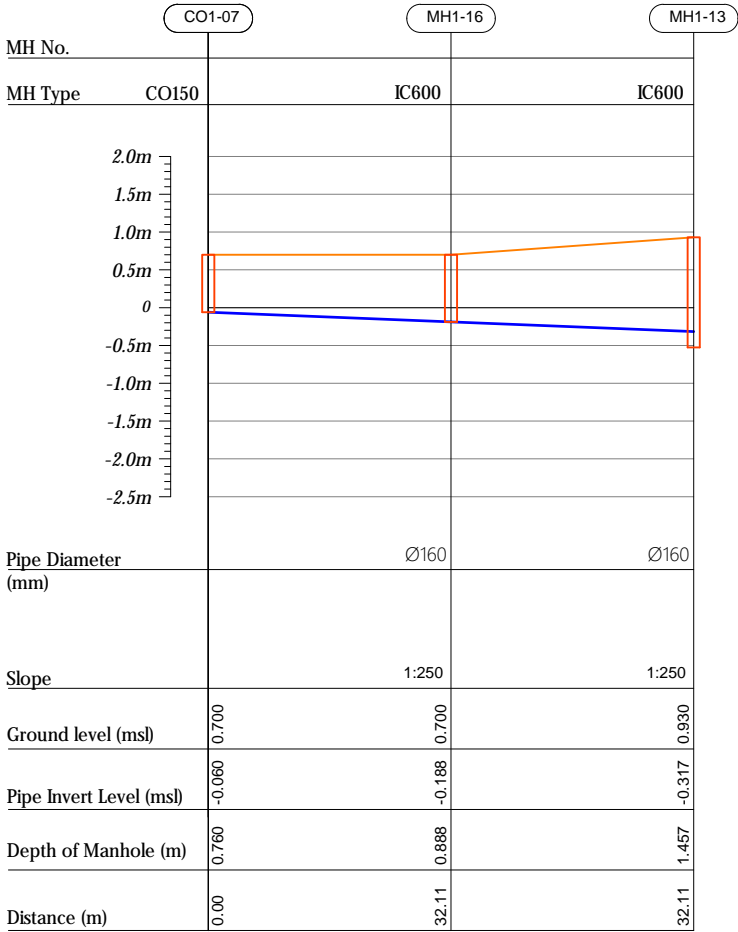 CO1-07 MH1-16 MH1-13
MH No.
MH Type CO150 IC600 IC600
2.0m
1.5m
1.0m
0.5m
0
-0.5m
-1.0m
-1.5m
-2.0m
-2.5m
Pipe Diameter Ø160 Ø160
(mm)
Slope 1:250 1:250
Ground level (msl) 0.700 0.700 0.930
Pipe Invert Level (msl) -0.060 -0.188 -0.317
Depth of Manhole (m) 0.760 0.888 1.457
Distance (m) 0.00 32.11 32.11